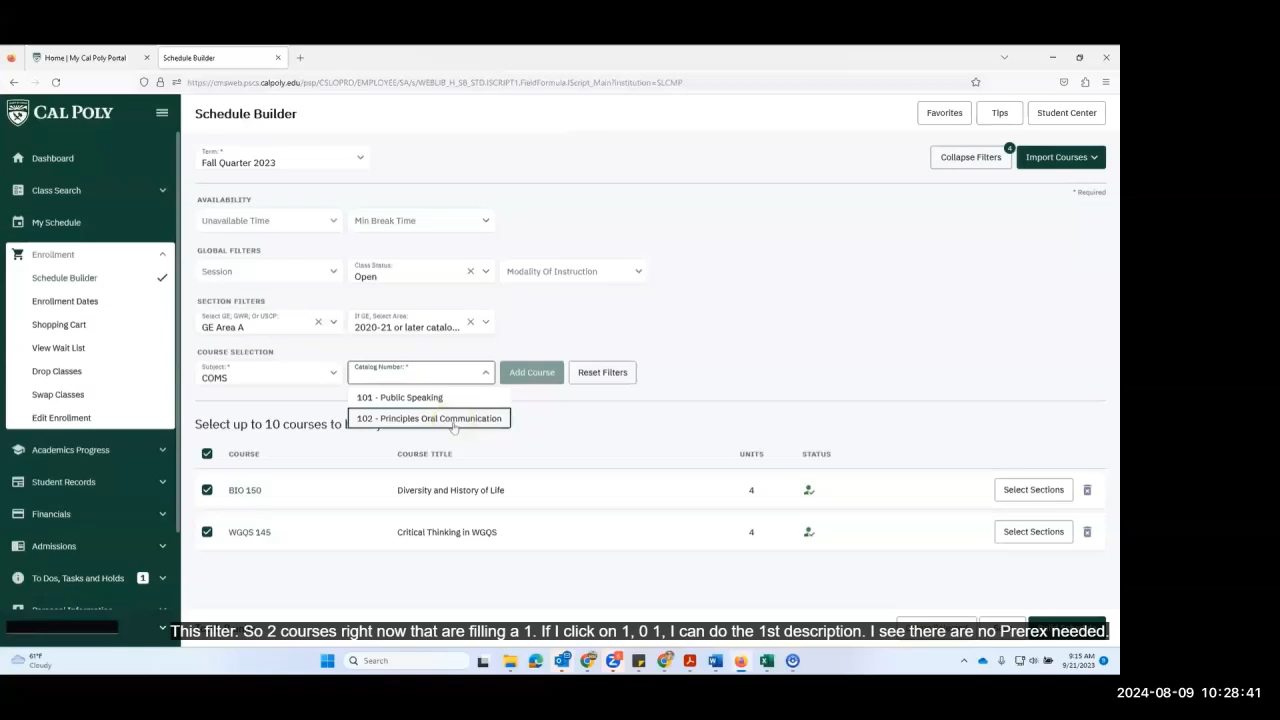 Home | My Cal Poly Portal
Schedule Builder
https://cmsweb.pscs.calpoly.edu/psp/CSLOPRD/EMPLOYEE/SA/s/WEBLIB_H_SB_STD.ISCRIPT1.FieldFormula.IScript_Main?institution=SLCMP
CAL POLY
Schedule Builder
Favorites
Tips
Student Center
Dashboard
Class Search
My Schedule
Enrollment
Schedule Builder
Enrollment Dates
Shopping Cart
View Wait List
Drop Classes
Swap Classes
Edit Enrollment
Academics Progress
Student Records
Financials
Admissions
To Dos, Tasks and Holds 1
Personal Information
Term: *
Fall Quarter 2023
Collapse Filters 4
Import Courses
* Required
AVAILABILITY
Unavailable Time
Min Break Time
GLOBAL FILTERS
Session
Class Status:
Open
Modality Of Instruction
SECTION FILTERS
Select GE, GWR, Or USCP:
GE Area A
If GE, Select Area:
2020-21 or later catalo...
COURSE SELECTION
Subject: *
COMS
Catalog Number: *
Add Course
Reset Filters
101 - Public Speaking
102 - Principles Oral Communication
Select up to 10 courses to
COURSE COURSE TITLE UNITS STATUS
BIO 150 Diversity and History of Life 4 Select Sections
WGQS 145 Critical Thinking in WGQS 4 Select Sections
This filter. So 2 courses right now that are filling a 1. If I click on 1, 0 1, I can do the 1st description. I see there are no Prerex needed.
61°F
Cloudy
Search
9:15 AM
9/21/2023
2024-08-09 10:28:41